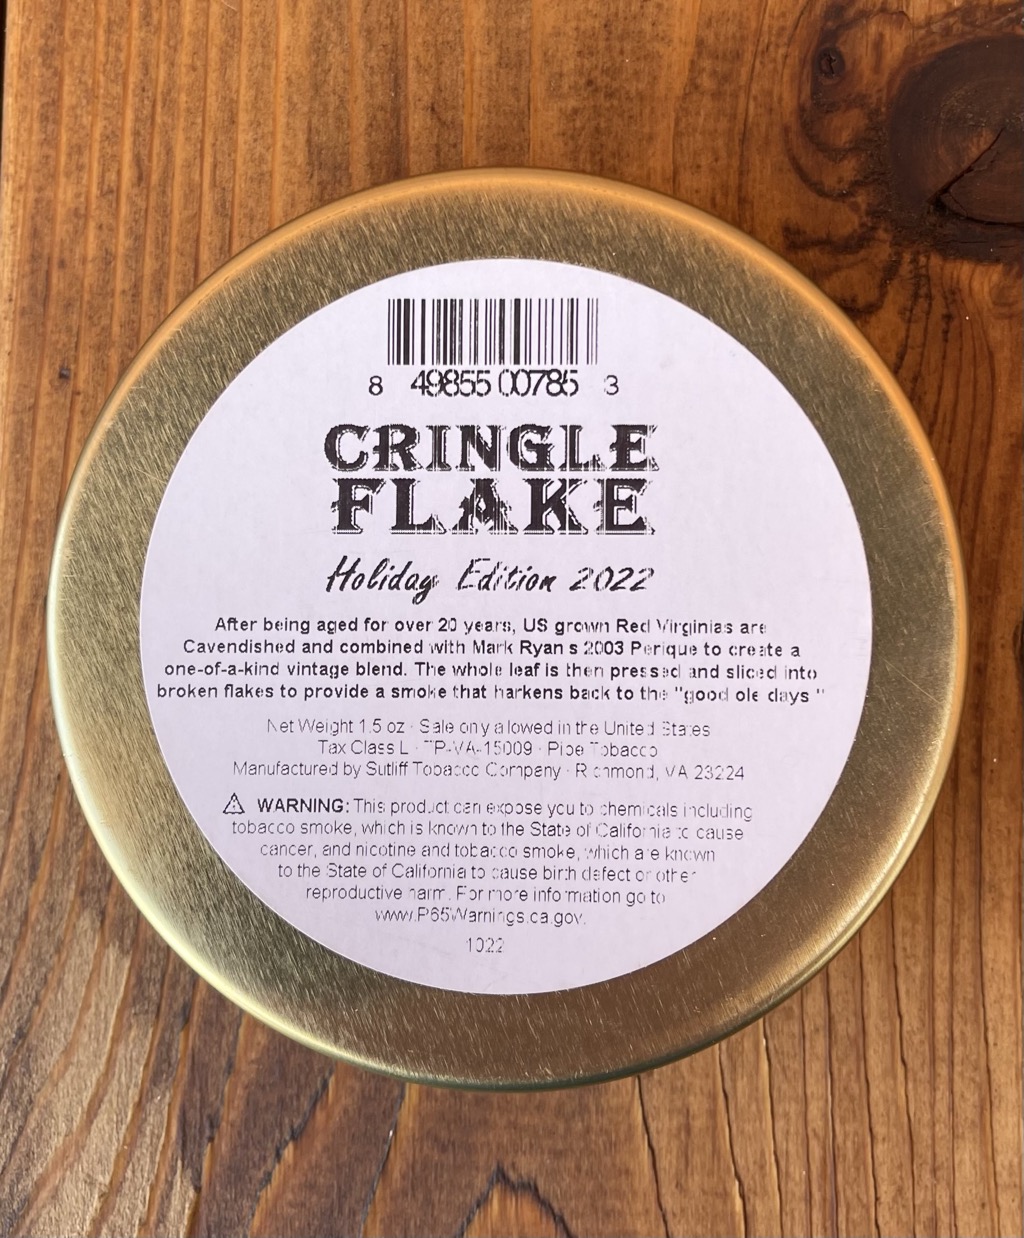 8 49855 00785 3
CRINGLE
FLAKE
Holiday Edition 2022
After being aged for over 20 years, US grown Red Virginias are
Cavendished and combined with Mark Ryan s 2003 Perique to create a
one-of-a-kind vintage blend. The whole leaf is then pressed and sliced into
broken flakes to provide a smoke that harkens back to the "good ole days "
Net Weight 1.5 oz · Sale only allowed in the United States
Tax Class L · TP-VA-15009 · Pipe Tobacco
Manufactured by Sutliff Tobacco Company · Richmond, VA 23224
⚠ WARNING: This product can expose you to chemicals including
tobacco smoke, which is known to the State of California to cause
cancer, and nicotine and tobacco smoke, which are known
to the State of California to cause birth defect or other
reproductive harm. For more information go to
www.P65Warnings.ca.gov.
1022